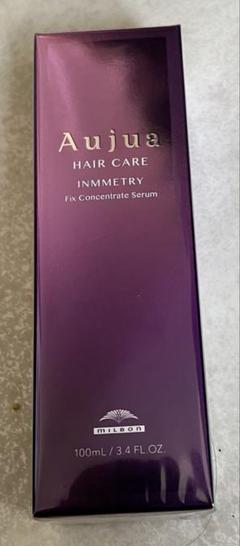 Aujua
HAIR CARE
INMMETRY
Fix Concentrate Serum
MILBON
100mL / 3.4 FL.OZ.